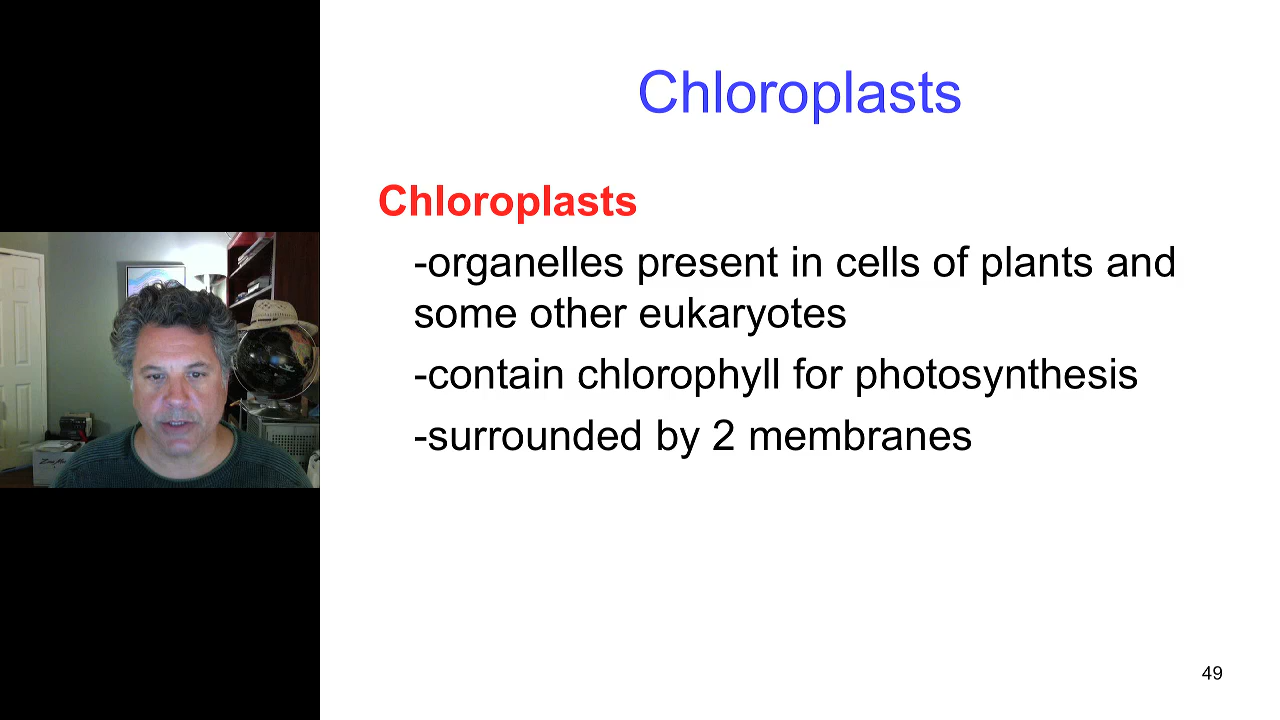 Chloroplasts
Chloroplasts
-organelles present in cells of plants and
some other eukaryotes
-contain chlorophyll for photosynthesis
-surrounded by 2 membranes
49